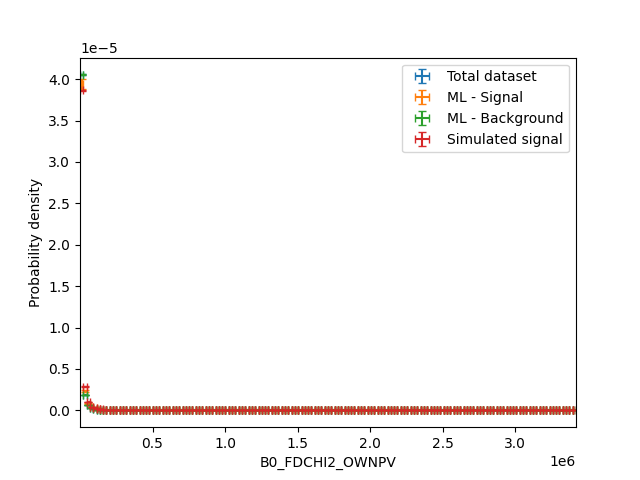 1e−5
4.0
3.5
3.0
2.5
2.0
1.5
1.0
0.5
0.0
Probability density
Total dataset
ML - Signal
ML - Background
Simulated signal
0.5 1.0 1.5 2.0 2.5 3.0
1e6
B0_FDCHI2_OWNPV